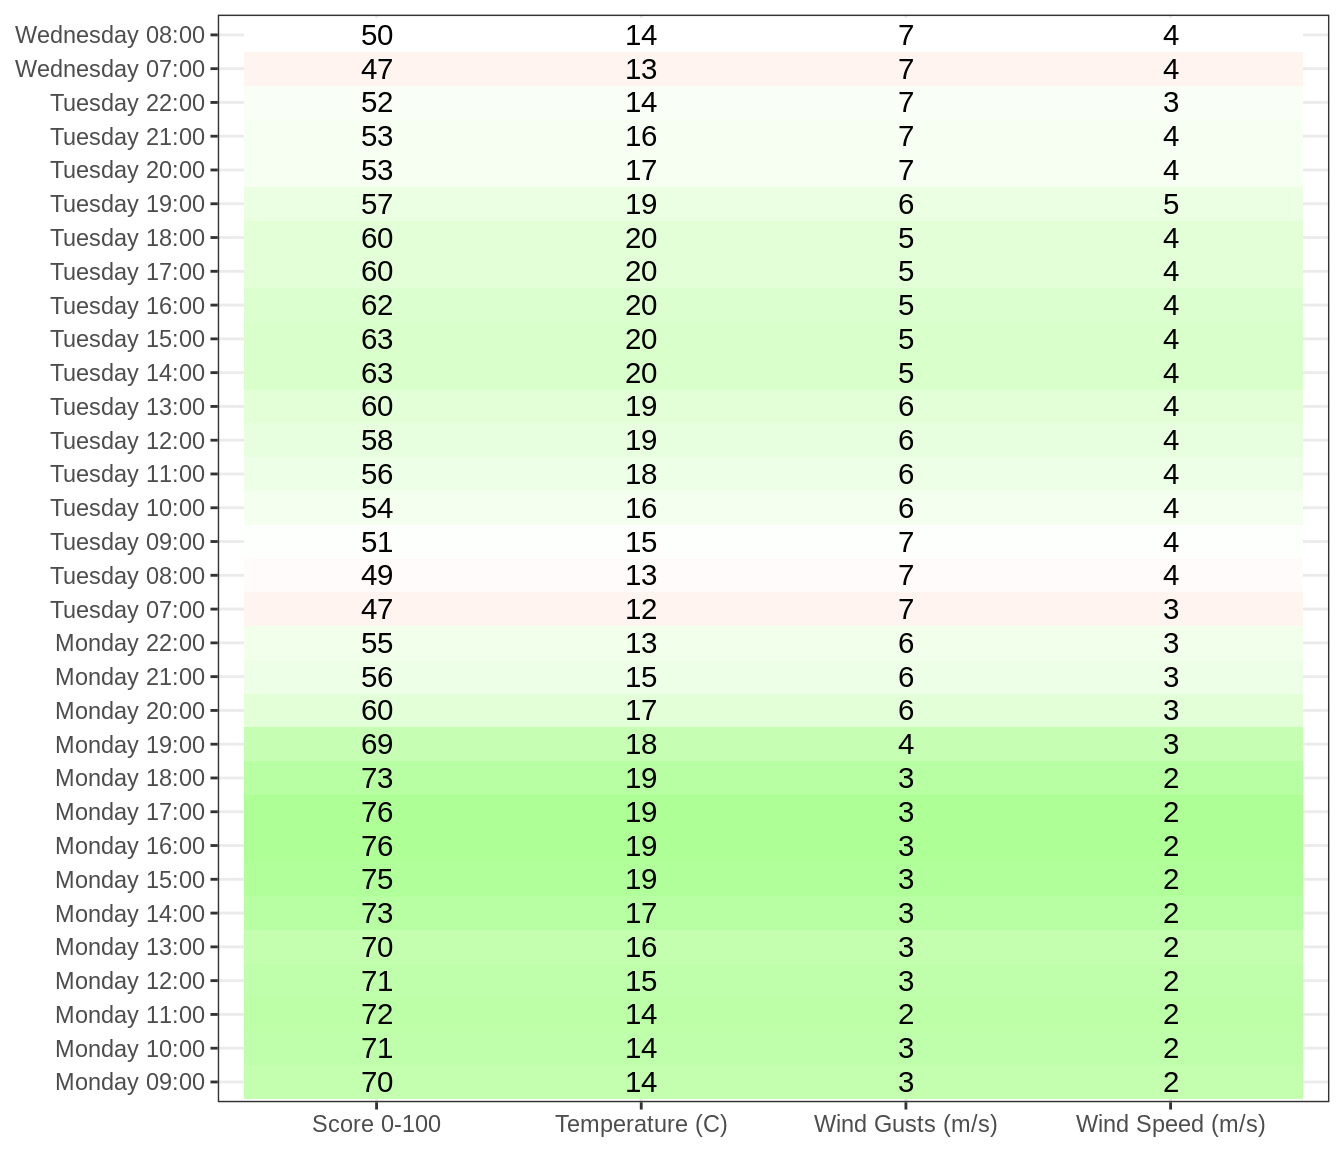 Wednesday 08:00 50 14 7 4
Wednesday 07:00 47 13 7 4
Tuesday 22:00 52 14 7 3
Tuesday 21:00 53 16 7 4
Tuesday 20:00 53 17 7 4
Tuesday 19:00 57 19 6 5
Tuesday 18:00 60 20 5 4
Tuesday 17:00 60 20 5 4
Tuesday 16:00 62 20 5 4
Tuesday 15:00 63 20 5 4
Tuesday 14:00 63 20 5 4
Tuesday 13:00 60 19 6 4
Tuesday 12:00 58 19 6 4
Tuesday 11:00 56 18 6 4
Tuesday 10:00 54 16 6 4
Tuesday 09:00 51 15 7 4
Tuesday 08:00 49 13 7 4
Tuesday 07:00 47 12 7 3
Monday 22:00 55 13 6 3
Monday 21:00 56 15 6 3
Monday 20:00 60 17 6 3
Monday 19:00 69 18 4 3
Monday 18:00 73 19 3 2
Monday 17:00 76 19 3 2
Monday 16:00 76 19 3 2
Monday 15:00 75 19 3 2
Monday 14:00 73 17 3 2
Monday 13:00 70 16 3 2
Monday 12:00 71 15 3 2
Monday 11:00 72 14 2 2
Monday 10:00 71 14 3 2
Monday 09:00 70 14 3 2
Score 0-100 Temperature (C) Wind Gusts (m/s) Wind Speed (m/s)